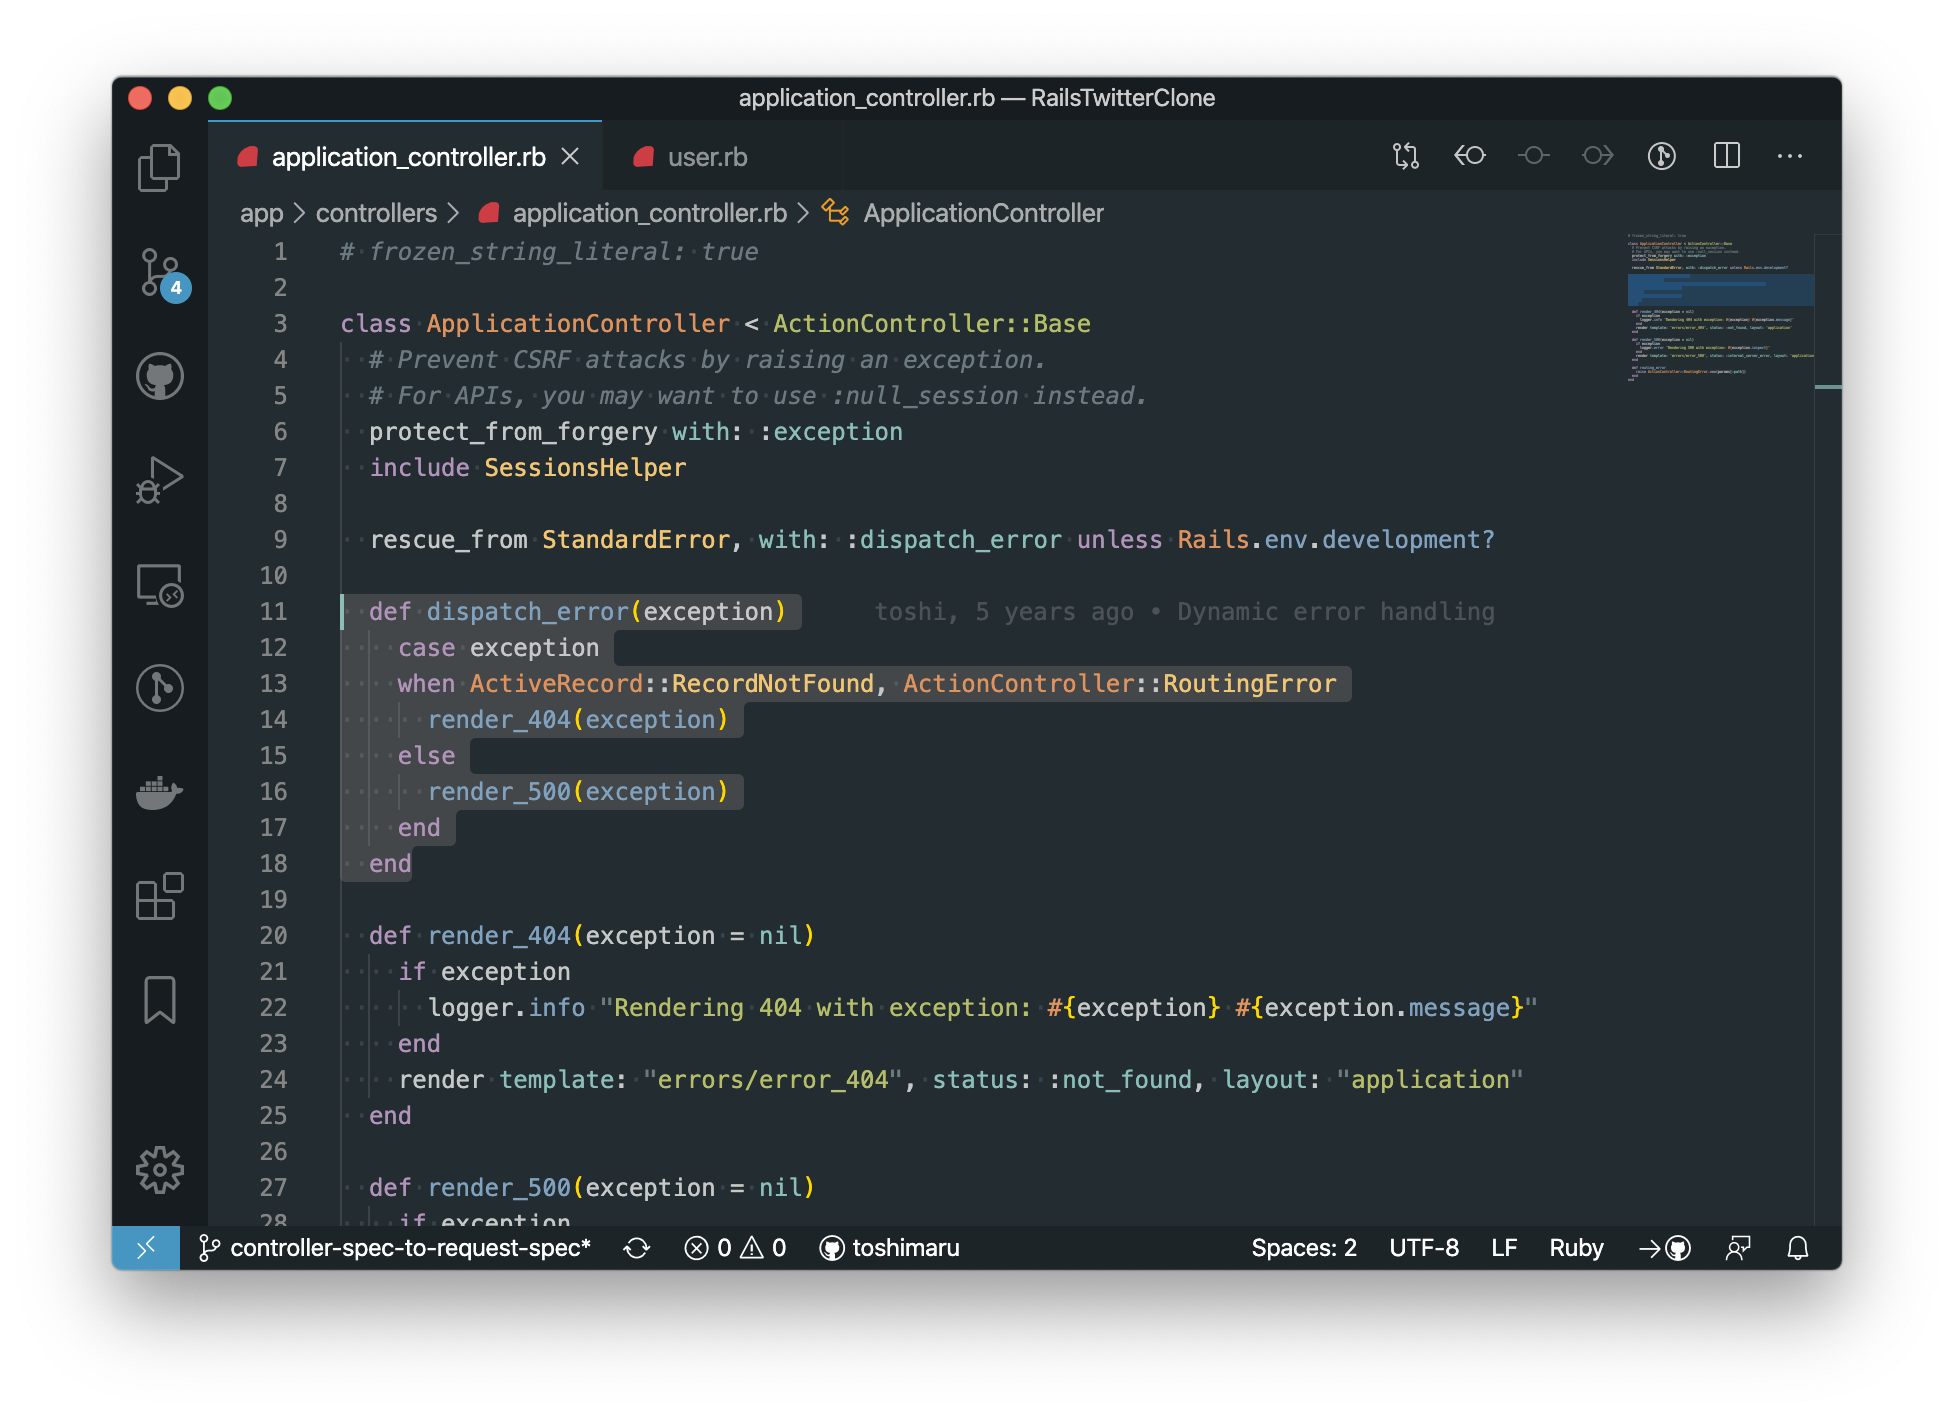 application_controller.rb — RailsTwitterClone
application_controller.rb user.rb
app > controllers > application_controller.rb > ApplicationController
1 # frozen_string_literal: true
2
3 class ApplicationController < ActionController::Base
4 # Prevent CSRF attacks by raising an exception.
5 # For APIs, you may want to use :null_session instead.
6 protect_from_forgery with: :exception
7 include SessionsHelper
8
9 rescue_from StandardError, with: :dispatch_error unless Rails.env.development?
10
11 def dispatch_error(exception) toshi, 5 years ago • Dynamic error handling
12 case exception
13 when ActiveRecord::RecordNotFound, ActionController::RoutingError
14 render_404(exception)
15 else
16 render_500(exception)
17 end
18 end
19
20 def render_404(exception = nil)
21 if exception
22 logger.info "Rendering 404 with exception: #{exception} #{exception.message}"
23 end
24 render template: "errors/error_404", status: :not_found, layout: "application"
25 end
26
27 def render_500(exception = nil)
28 if exception
4
controller-spec-to-request-spec* 0 0 toshimaru Spaces: 2 UTF-8 LF Ruby